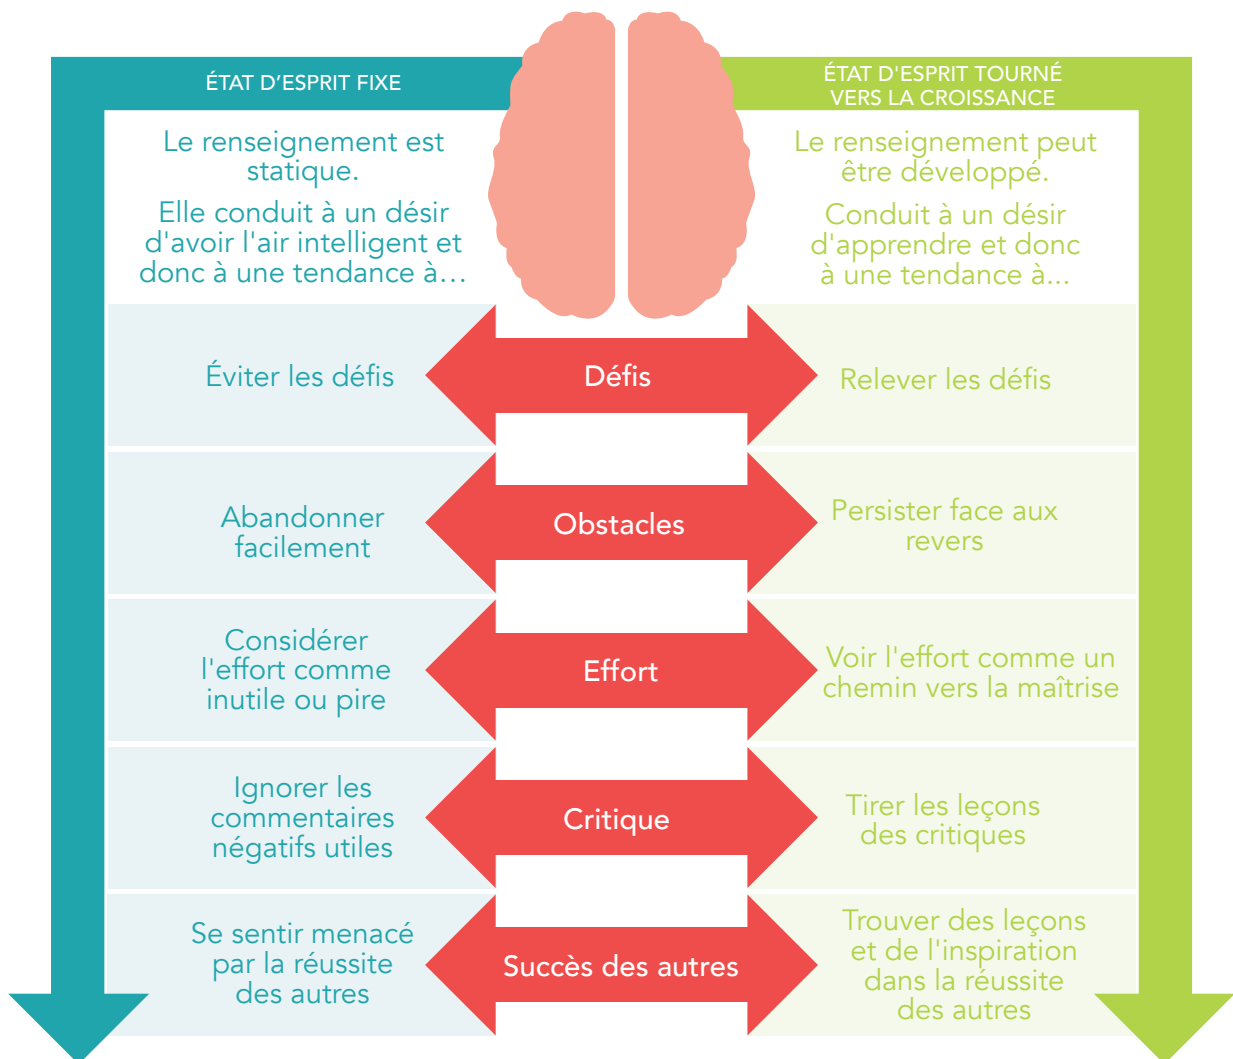 ÉTAT D’ESPRIT FIXE
ÉTAT D'ESPRIT TOURNÉ
VERS LA CROISSANCE
Le renseignement est
statique.
Elle conduit à un désir
d'avoir l'air intelligent et
donc à une tendance à…
Le renseignement peut
être développé.
Conduit à un désir
d'apprendre et donc
à une tendance à...
Éviter les défis
Défis
Relever les défis
Abandonner
facilement
Obstacles
Persister face aux
revers
Considérer
l'effort comme
inutile ou pire
Effort
Voir l'effort comme un
chemin vers la maîtrise
Ignorer les
commentaires
négatifs utiles
Critique
Tirer les leçons
des critiques
Se sentir menacé
par la réussite
des autres
Succès des autres
Trouver des leçons
et de l'inspiration
dans la réussite
des autres